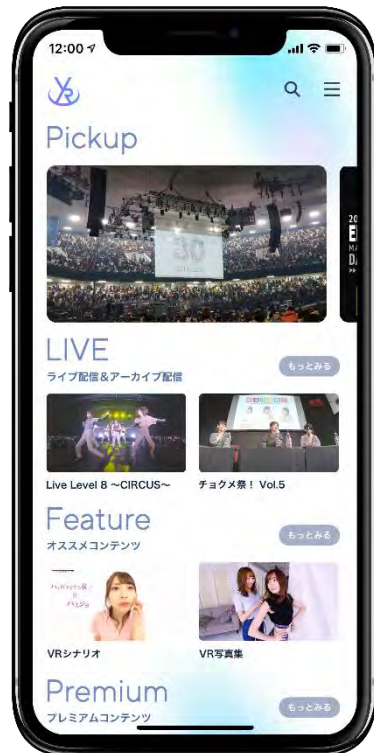 12:00
Pickup
30
LIVE
ライブ配信＆アーカイブ配信
もっとみる
Live Level 8 〜CIRCUS〜
チョクメ祭！ Vol.5
Feature
オススメコンテンツ
もっとみる
VRシナリオ
VR写真集
Premium
プレミアムコンテンツ
もっとみる